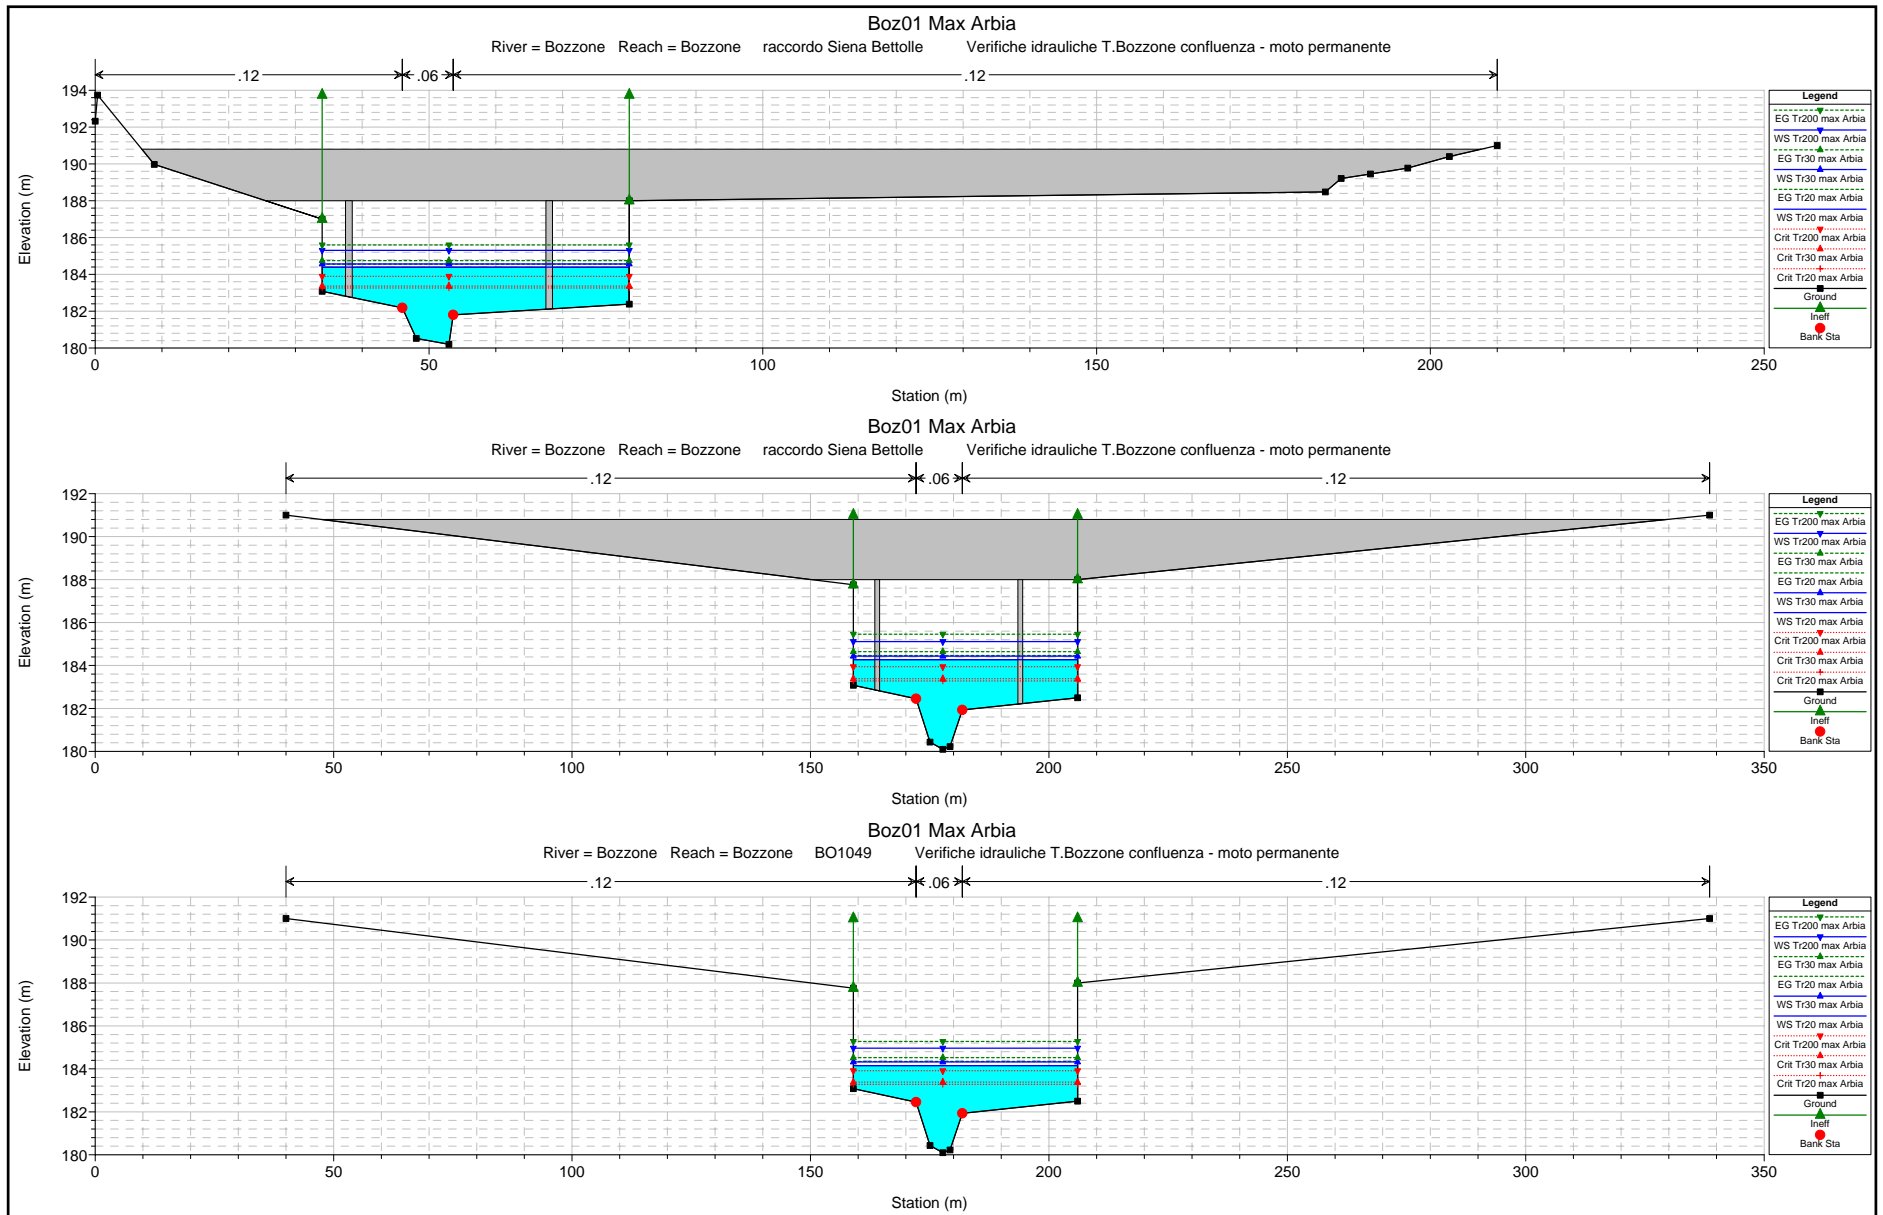 Boz01 Max Arbia
River = Bozzone Reach = Bozzone raccordo Siena Bettolle Verifiche idrauliche T.Bozzone confluenza - moto permanente
.12 .06 .12
194
192
190
188
186
184
182
180
Elevation (m)
0 50 100 150 200 250
Station (m)
Legend
EG Tr200 max Arbia
WS Tr200 max Arbia
EG Tr30 max Arbia
WS Tr30 max Arbia
EG Tr20 max Arbia
WS Tr20 max Arbia
Crit Tr200 max Arbia
Crit Tr30 max Arbia
Crit Tr20 max Arbia
Ground
Ineff
Bank Sta
Boz01 Max Arbia
River = Bozzone Reach = Bozzone raccordo Siena Bettolle Verifiche idrauliche T.Bozzone confluenza - moto permanente
.12 .06 .12
192
190
188
186
184
182
180
Elevation (m)
0 50 100 150 200 250 300 350
Station (m)
Legend
EG Tr200 max Arbia
WS Tr200 max Arbia
EG Tr30 max Arbia
EG Tr20 max Arbia
WS Tr30 max Arbia
WS Tr20 max Arbia
Crit Tr200 max Arbia
Crit Tr30 max Arbia
Crit Tr20 max Arbia
Ground
Ineff
Bank Sta
Boz01 Max Arbia
River = Bozzone Reach = Bozzone BO1049 Verifiche idrauliche T.Bozzone confluenza - moto permanente
.12 .06 .12
192
190
188
186
184
182
180
Elevation (m)
0 50 100 150 200 250 300 350
Station (m)
Legend
EG Tr200 max Arbia
WS Tr200 max Arbia
EG Tr30 max Arbia
EG Tr20 max Arbia
WS Tr30 max Arbia
WS Tr20 max Arbia
Crit Tr200 max Arbia
Crit Tr30 max Arbia
Crit Tr20 max Arbia
Ground
Ineff
Bank Sta